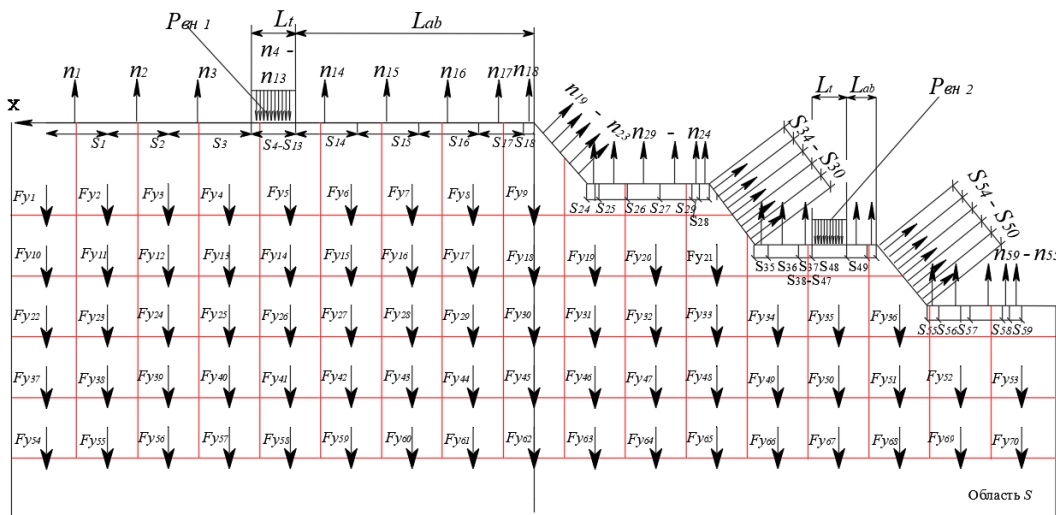 Pвн 1
Lt
Lab
n4 -
n13
n1
n2
n3
n14
n15
n16
n17
n18
n19 - n23
n29 -
n24
Lt
Lab
Pвн 2
x
S1
S2
S3
S4-S13
S14
S15
S16
S17
S18
S34 - S30
S54 - S50
Fy1
Fy2
Fy3
Fy4
Fy5
Fy6
Fy7
Fy8
Fy9
S24
S25
S26
S27
S29
S28
Fy10
Fy11
Fy12
Fy13
Fy14
Fy15
Fy16
Fy17
Fy18
Fy19
Fy20
Fy21
S35
S36
S37
S48
S49
S38-S47
n59 - n55
Fy22
Fy23
Fy24
Fy25
Fy26
Fy27
Fy28
Fy29
Fy30
Fy31
Fy32
Fy33
Fy34
Fy35
Fy36
S55
S56
S57
S58
S59
Fy37
Fy38
Fy39
Fy40
Fy41
Fy42
Fy43
Fy44
Fy45
Fy46
Fy47
Fy48
Fy49
Fy50
Fy51
Fy52
Fy53
Fy54
Fy55
Fy56
Fy57
Fy58
Fy59
Fy60
Fy61
Fy62
Fy63
Fy64
Fy65
Fy66
Fy67
Fy68
Fy69
Fy70
Область S